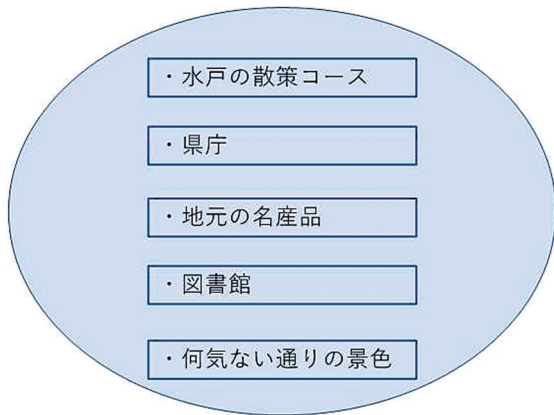 ・水戸の散策コース
・県庁
・地元の名産品
・図書館
・何気ない通りの景色